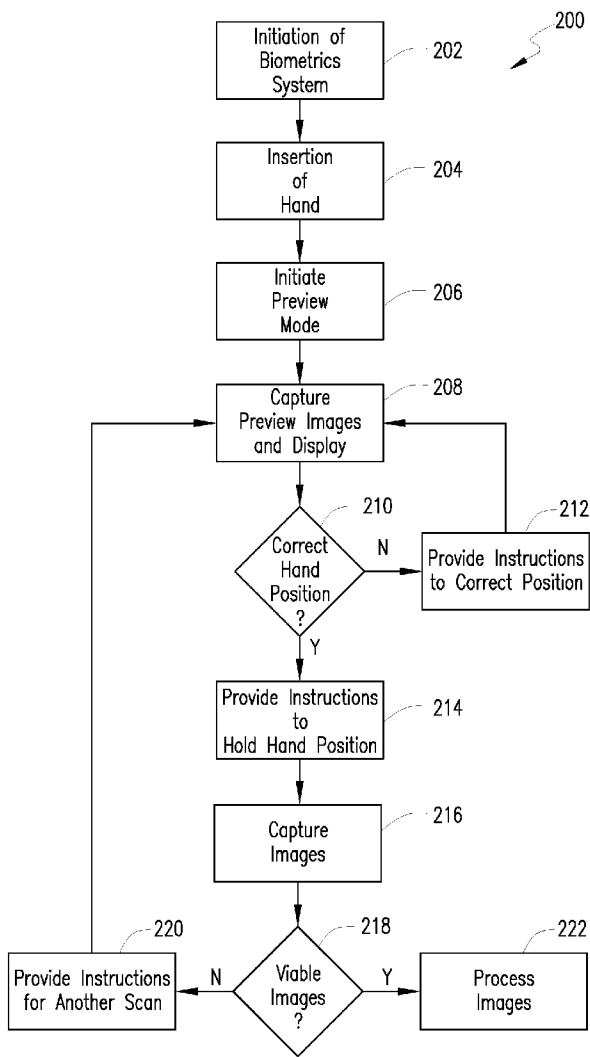 200
Initiation of
Biometrics
System
202
Insertion
of
Hand
204
Initiate
Preview
Mode
206
208
Capture
Preview Images
and Display
210
Correct
Hand
Position
?
N
212
Provide Instructions
to Correct Position
Y
Provide Instructions
to
Hold Hand Position
214
Capture
Images
216
218
Viable
Images
?
N
220
Provide Instructions
for Another Scan
Y
222
Process
Images